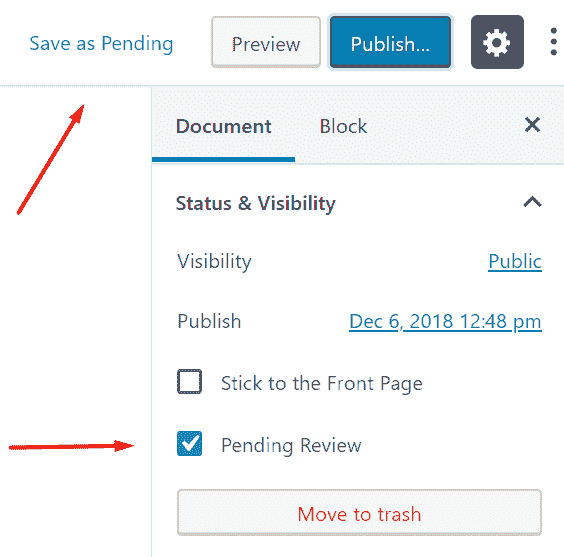 Save as Pending Preview Publish...
Document Block
Status & Visibility
Visibility Public
Publish Dec 6, 2018 12:48 pm
Stick to the Front Page
Pending Review
Move to trash